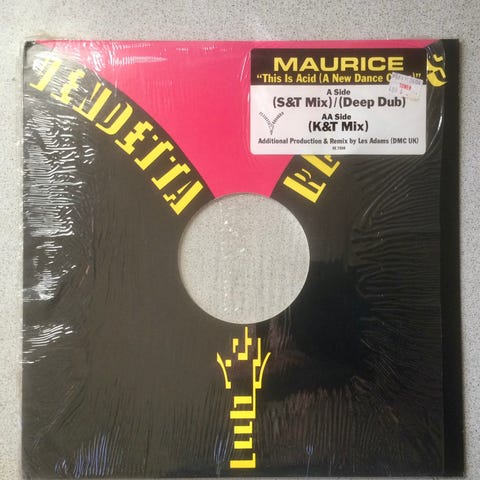 VENDETTA
MAURICE
"This Is Acid (A New Dance
A Side
(S&T Mix)/(Deep Dub)
AA Side
(K&T Mix)
Additional Production & Remix by Les Adams (DMC UK)
TOWER